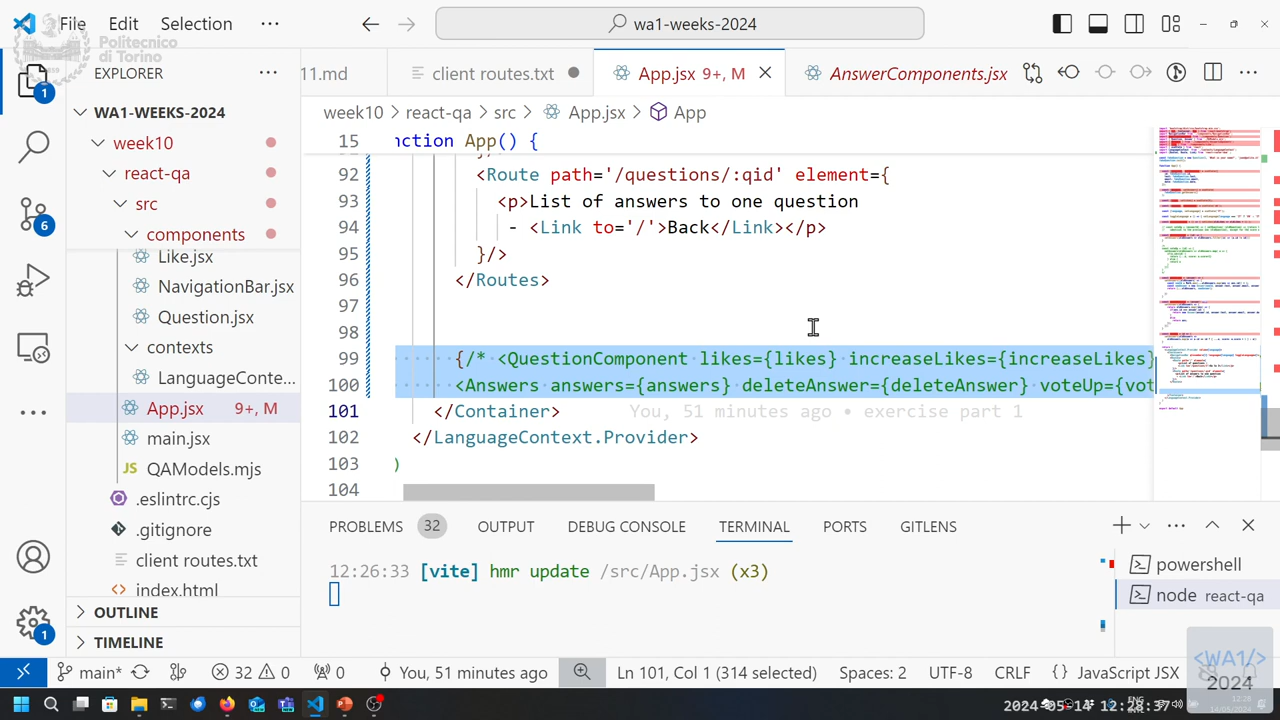 File Edit Selection ··· wa1-weeks-2024
Politecnico
di Torino
EXPLORER ···
11.md client routes.txt App.jsx 9+, M AnswerComponents.jsx
week10 > react-qa > src > App.jsx > App
WA1-WEEKS-2024
week10
react-qa
src
components
Like.jsx
NavigationBar.jsx
Question.jsx
contexts
LanguageConte...
App.jsx 9+, M
main.jsx
JS QAModels.mjs
.eslintrc.cjs
.gitignore
client routes.txt
index.html
OUTLINE
TIMELINE
15 nction App() {
92 <Route path='/questions/:qid' element={
93 <p>List of answers to a question
94 <Link to='/'>Back</Link></p>
95
96 </Routes>
97
98
99 {/* <QuestionComponent likes={likes} increaseLikes={increaseLikes}
100 <Answers answers={answers} deleteAnswer={deleteAnswer} voteUp={vot
101 </Container> You, 51 minutes ago • exercise part 1
102 </LanguageContext.Provider>
103 )
104
PROBLEMS 32 OUTPUT DEBUG CONSOLE TERMINAL PORTS GITLENS
12:26:33 [vite] hmr update /src/App.jsx (x3)
powershell
node react-qa
main* 32 0 0 You, 51 minutes ago Ln 101, Col 1 (314 selected) Spaces: 2 UTF-8 CRLF {} JavaScript JSX
<WA1/>
2024
2024-05-14 12:28:37